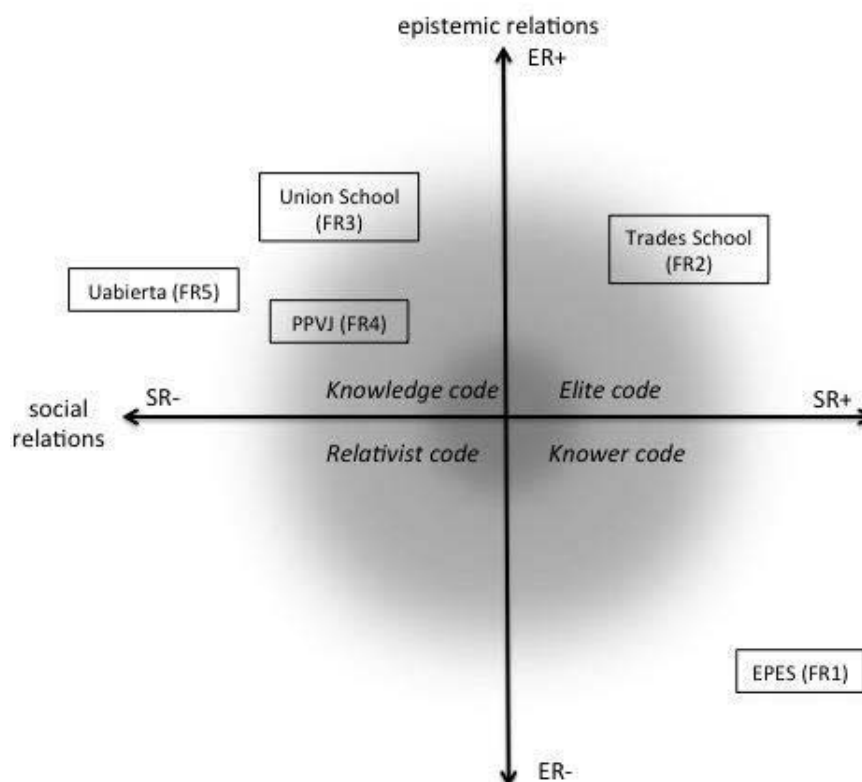 epistemic relations
ER+
Union School
(FR3)
Trades School
(FR2)
Uabierta (FR5)
PPVJ (FR4)
Knowledge code
Elite code
SR-
SR+
social
relations
Relativist code
Knower code
EPES (FR1)
ER-